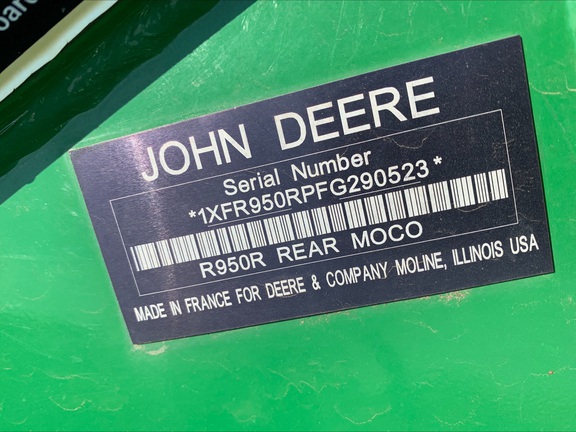 JOHN DEERE
Serial Number
*1XFR950RPFG290523*
R950R REAR MOCO
MADE IN FRANCE FOR DEERE & COMPANY MOLINE, ILLINOIS USA